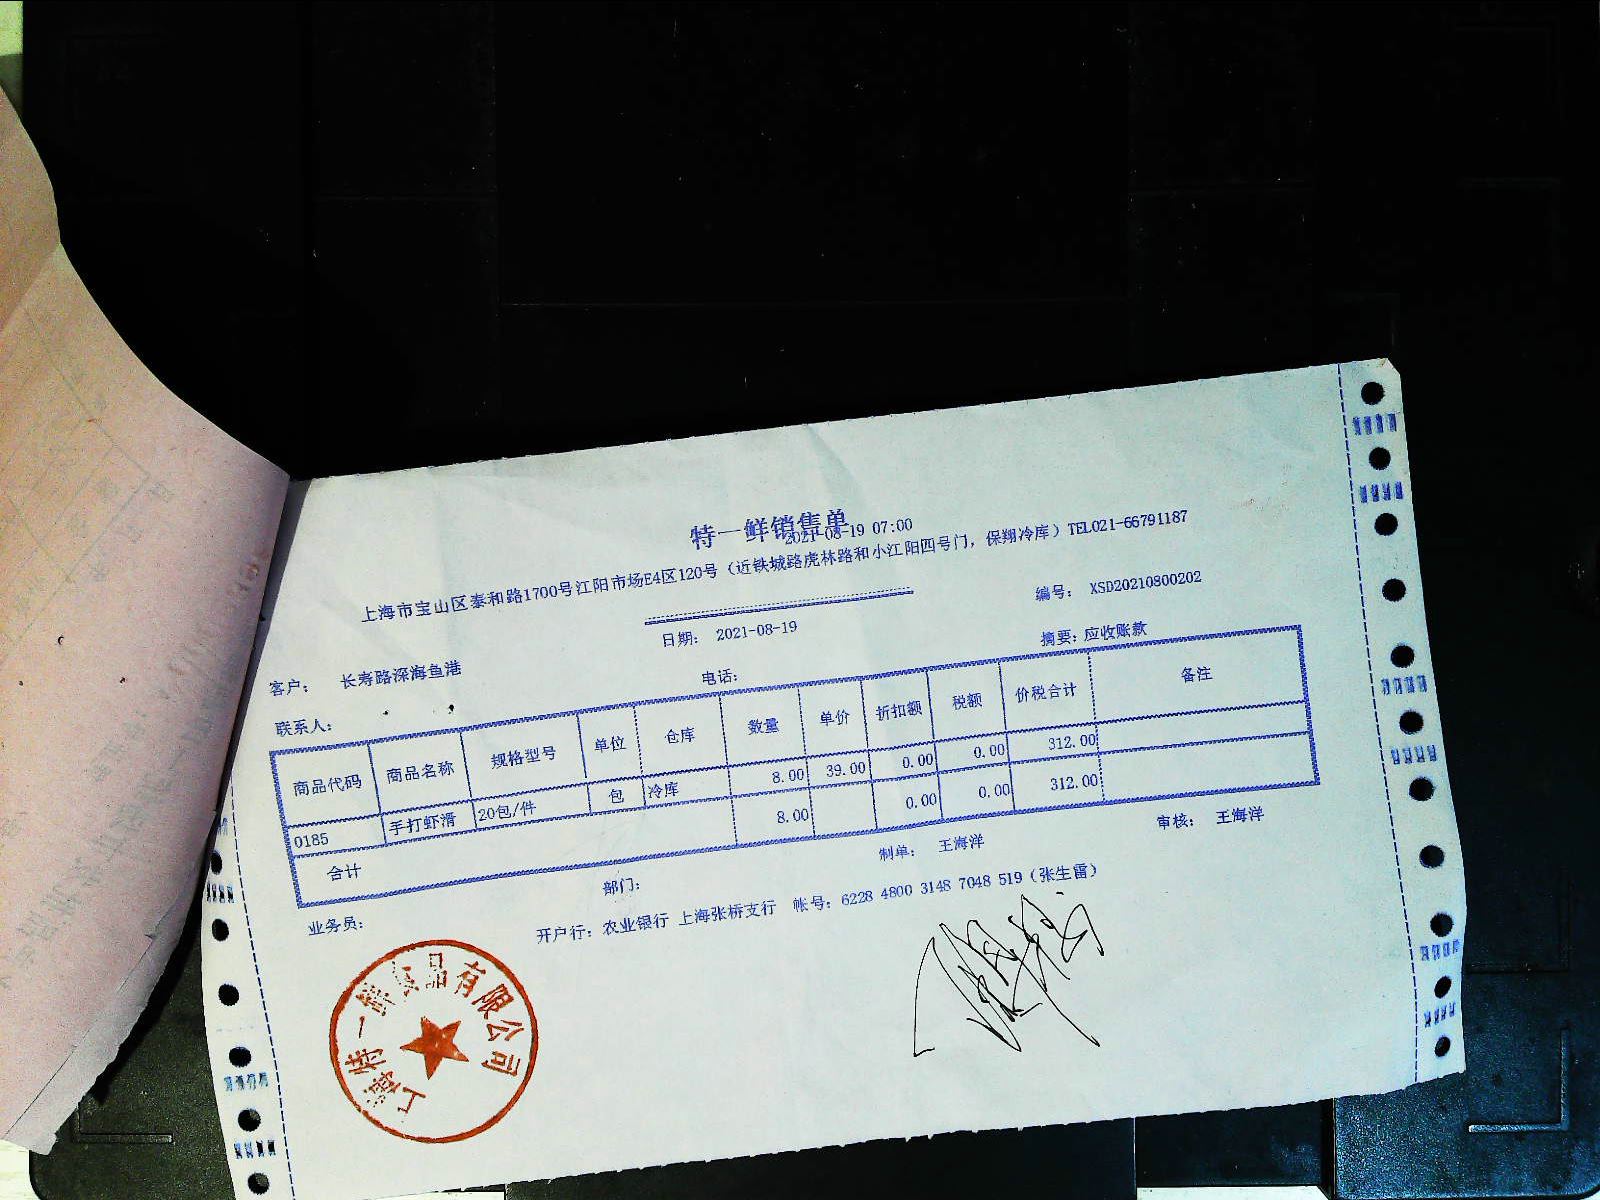 特一鲜销售单
2021-08-19 07:00
上海市宝山区泰和路1700号江阳市场E4区120号（近铁城路虎林路和小江阳四号门，保翔冷库）TEL021-66791187
日期： 2021-08-19 编号： XSD20210800202
客户： 长寿路深海鱼港 电话： 摘要：应收账款
联系人：
商品代码 商品名称 规格型号 单位 仓库 数量 单价 折扣额 税额 价税合计 备注
0185 手打虾滑 20包/件 包 冷库 8.00 39.00 0.00 0.00 312.00
合计 8.00 0.00 0.00 312.00
业务员： 部门： 制单： 王海洋 审核： 王海洋
开户行：农业银行 上海张桥支行 帐号：6228 4800 3148 7048 519（张生雷）
上海特一鲜食品有限公司